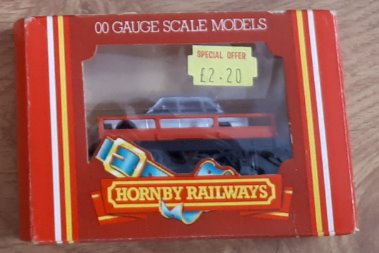 00 GAUGE SCALE MODELS
SPECIAL OFFER
£2·20
HORNBY RAILWAYS